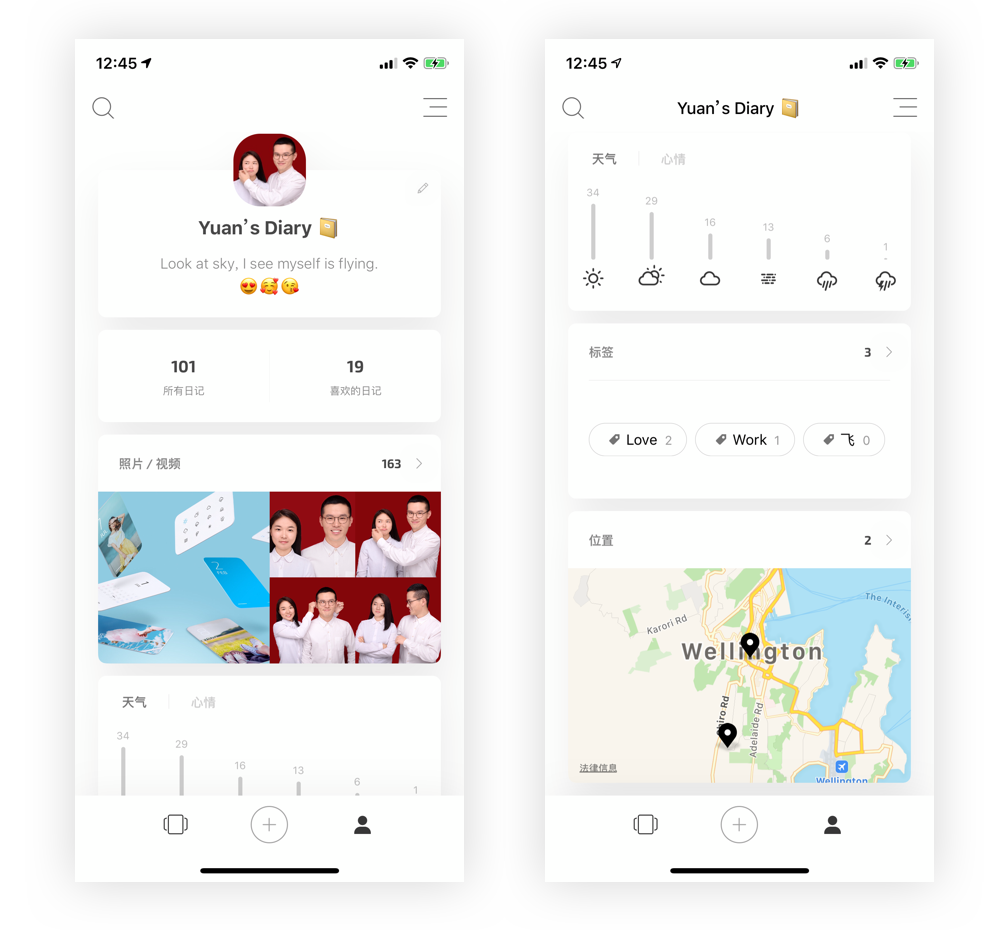 12:45
Yuan's Diary
Look at sky, I see myself is flying.
101
所有日记
19
喜欢的日记
照片 / 视频
163
天气
心情
34
29
16
13
6
1
12:45
Yuan's Diary
天气
心情
34
29
16
13
6
1
标签
3
Love 2
Work 1
飞 0
位置
2
The Interis
Karori Rd
Wellington
hiro Rd
Adelaide Rd
法律信息
Wellington